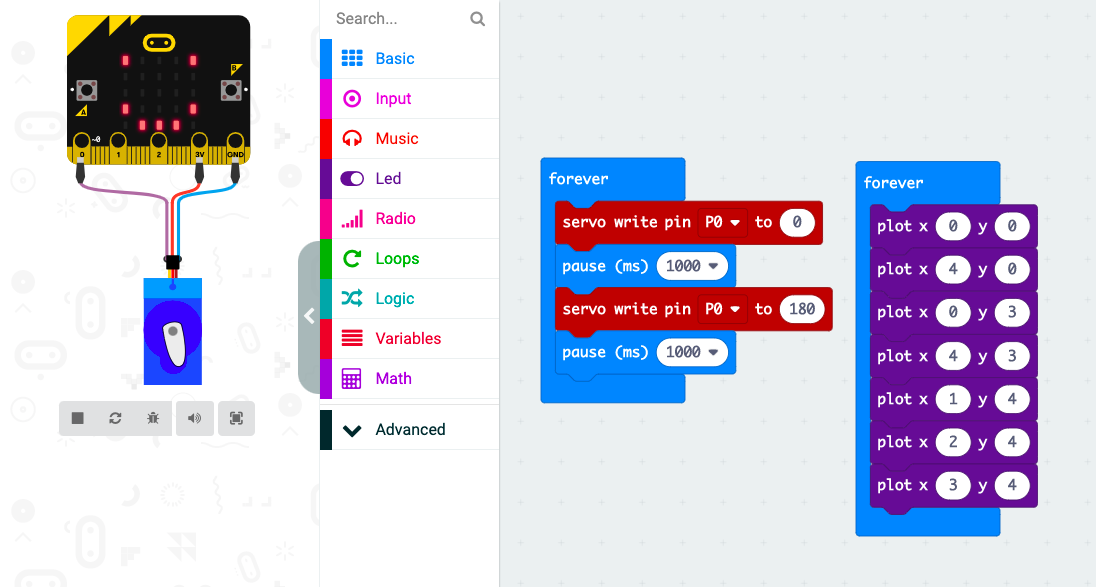 Search...
Basic
Input
Music
Led
Radio
Loops
Logic
Variables
Math
Advanced
B
A
~0
0 1 2 3V GND
forever
servo write pin P0 to 0
pause (ms) 1000
servo write pin P0 to 180
pause (ms) 1000
forever
plot x 0 y 0
plot x 4 y 0
plot x 0 y 3
plot x 4 y 3
plot x 1 y 4
plot x 2 y 4
plot x 3 y 4